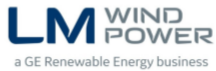 LM WIND
POWER
a GE Renewable Energy business